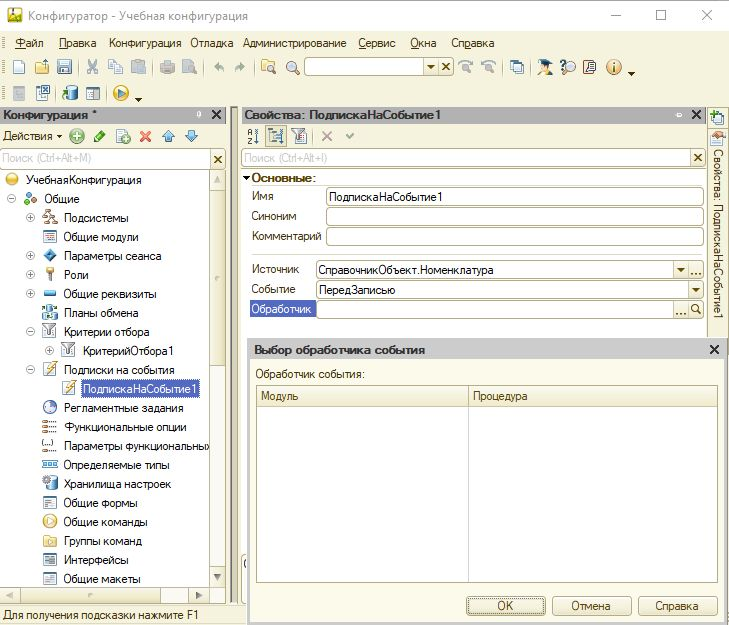 Конфигуратор - Учебная конфигурация
Файл Правка Конфигурация Отладка Администрирование Сервис Окна Справка
Конфигурация *
Действия
Поиск (Ctrl+Alt+M)
УчебнаяКонфигурация
Общие
Подсистемы
Общие модули
Параметры сеанса
Роли
Общие реквизиты
Планы обмена
Критерии отбора
КритерийОтбора1
Подписки на события
ПодпискаНаСобытие1
Регламентные задания
Функциональные опции
Параметры функциональны
Определяемые типы
Хранилища настроек
Общие формы
Общие команды
Группы команд
Интерфейсы
Общие макеты
Свойства: ПодпискаНаСобытие1
Поиск (Ctrl+Alt+I)
Основные:
Имя ПодпискаНаСобытие1
Синоним
Комментарий
Источник СправочникОбъект.Номенклатура
Событие ПередЗаписью
Обработчик
Свойства: ПодпискаНаСобытие1
Выбор обработчика события
Обработчик события:
Модуль Процедура
OK Отмена Справка
Для получения подсказки нажмите F1